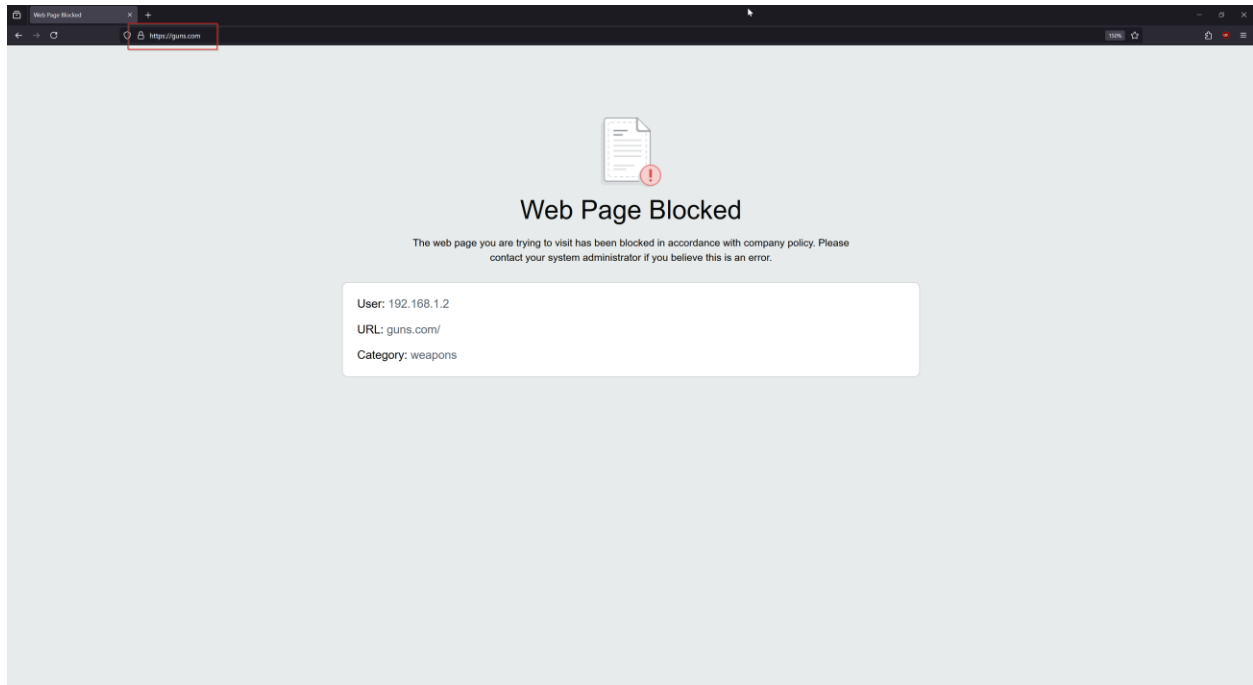 Web Page Blocked
https://guns.com
150%
Web Page Blocked
The web page you are trying to visit has been blocked in accordance with company policy. Please
contact your system administrator if you believe this is an error.
User: 192.168.1.2
URL: guns.com/
Category: weapons